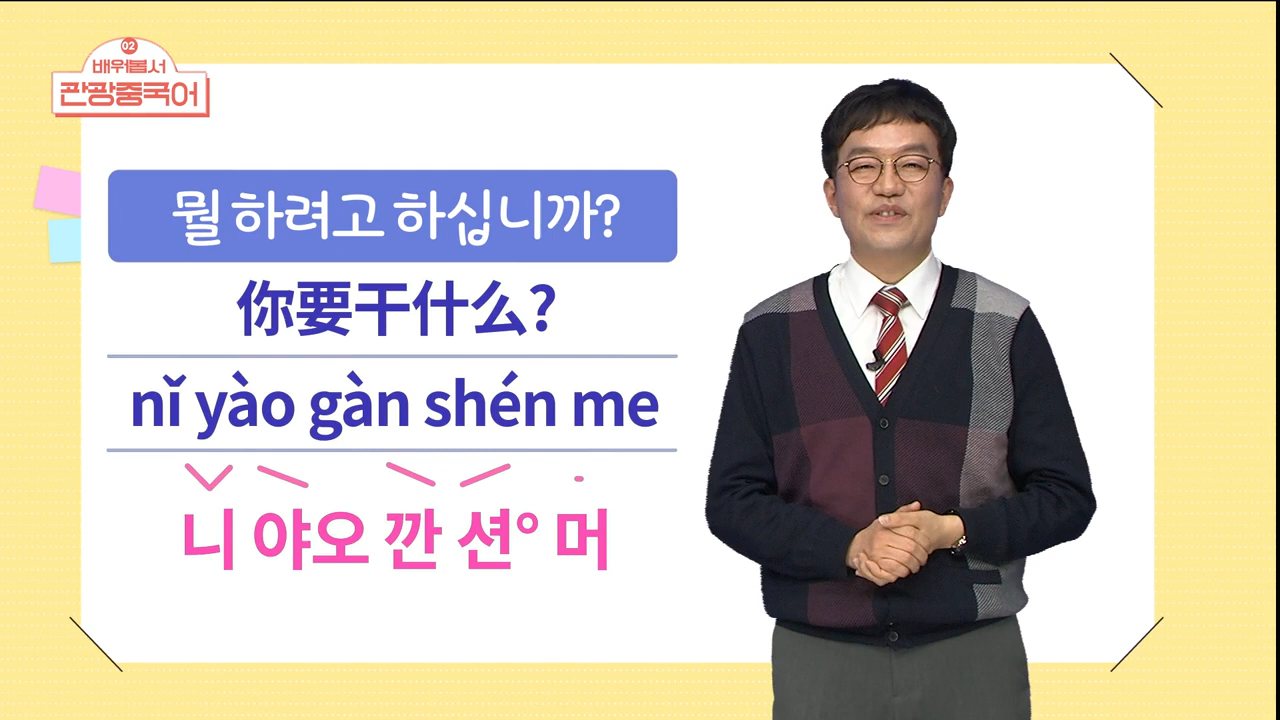 02
배워봅서
관광중국어
뭘 하려고 하십니까?
你要干什么?
nǐ yào gàn shén me
니 야오 깐 션° 머